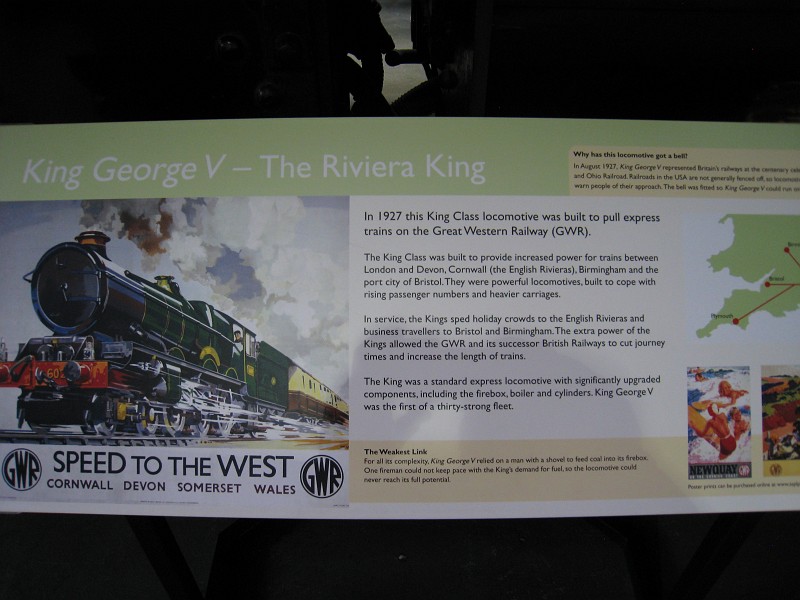 King George V – The Riviera King
Why has this locomotive got a bell?
In August 1927, King George V represented Britain's railways at the centenary
and Ohio Railroad. Railroads in the USA are not generally fenced off, so
warn people of their approach. The bell was fitted so King George V could run
In 1927 this King Class locomotive was built to pull express
trains on the Great Western Railway (GWR).
The King Class was built to provide increased power for trains between
London and Devon, Cornwall (the English Rivieras), Birmingham and the
port city of Bristol. They were powerful locomotives, built to cope with
rising passenger numbers and heavier carriages.
In service, the Kings sped holiday crowds to the English Rivieras and
business travellers to Bristol and Birmingham. The extra power of the
Kings allowed the GWR and its successor British Railways to cut journey
times and increase the length of trains.
The King was a standard express locomotive with significantly upgraded
components, including the firebox, boiler and cylinders. King George V
was the first of a thirty-strong fleet.
The Weakest Link
For all its complexity, King George V relied on a man with a shovel to feed coal into its firebox.
One fireman could not keep pace with the King's demand for fuel, so the locomotive could
never reach its full potential.
60
GWR SPEED TO THE WEST GWR
CORNWALL DEVON SOMERSET WALES
Bristol
Plymouth
NEWQUAY
Poster prints can be purchased online at